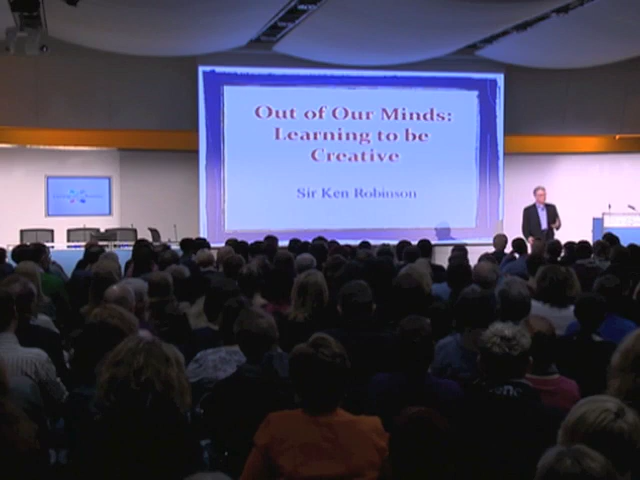 Out of Our Minds:
Learning to be
Creative
Sir Ken Robinson